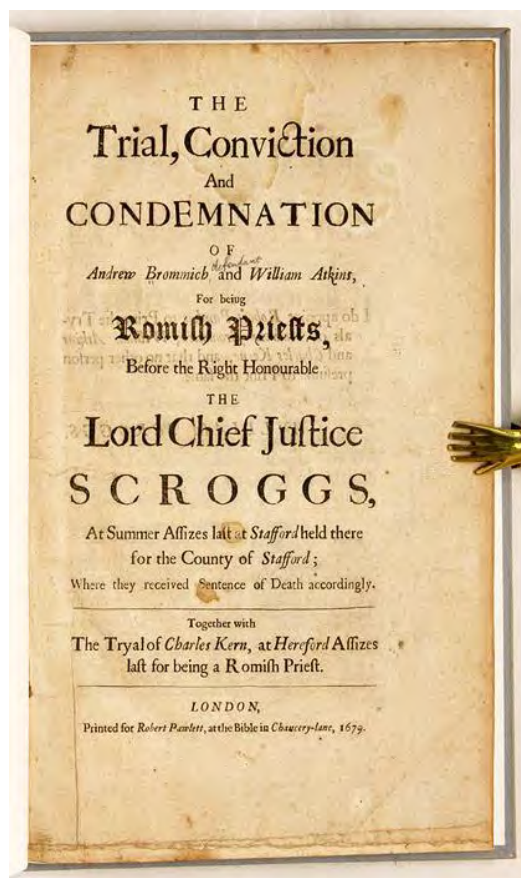 THE
Trial, Conviction
And
CONDEMNATION
OF
defendant
Andrew Brommich, and William Atkins,
For being
Romiſh Prieſts,
Before the Right Honourable
THE
Lord Chief Juſtice
SCROGGS,
At Summer Aſſizes laſt at Stafford held there
for the County of Stafford;
Where they received Sentence of Death accordingly.
Together with
The Tryal of Charles Kern, at Hereford Aſſizes
laſt for being a Romiſh Prieſt.
LONDON,
Printed for Robert Pawlett, at the Bible in Chancery-lane, 1679.